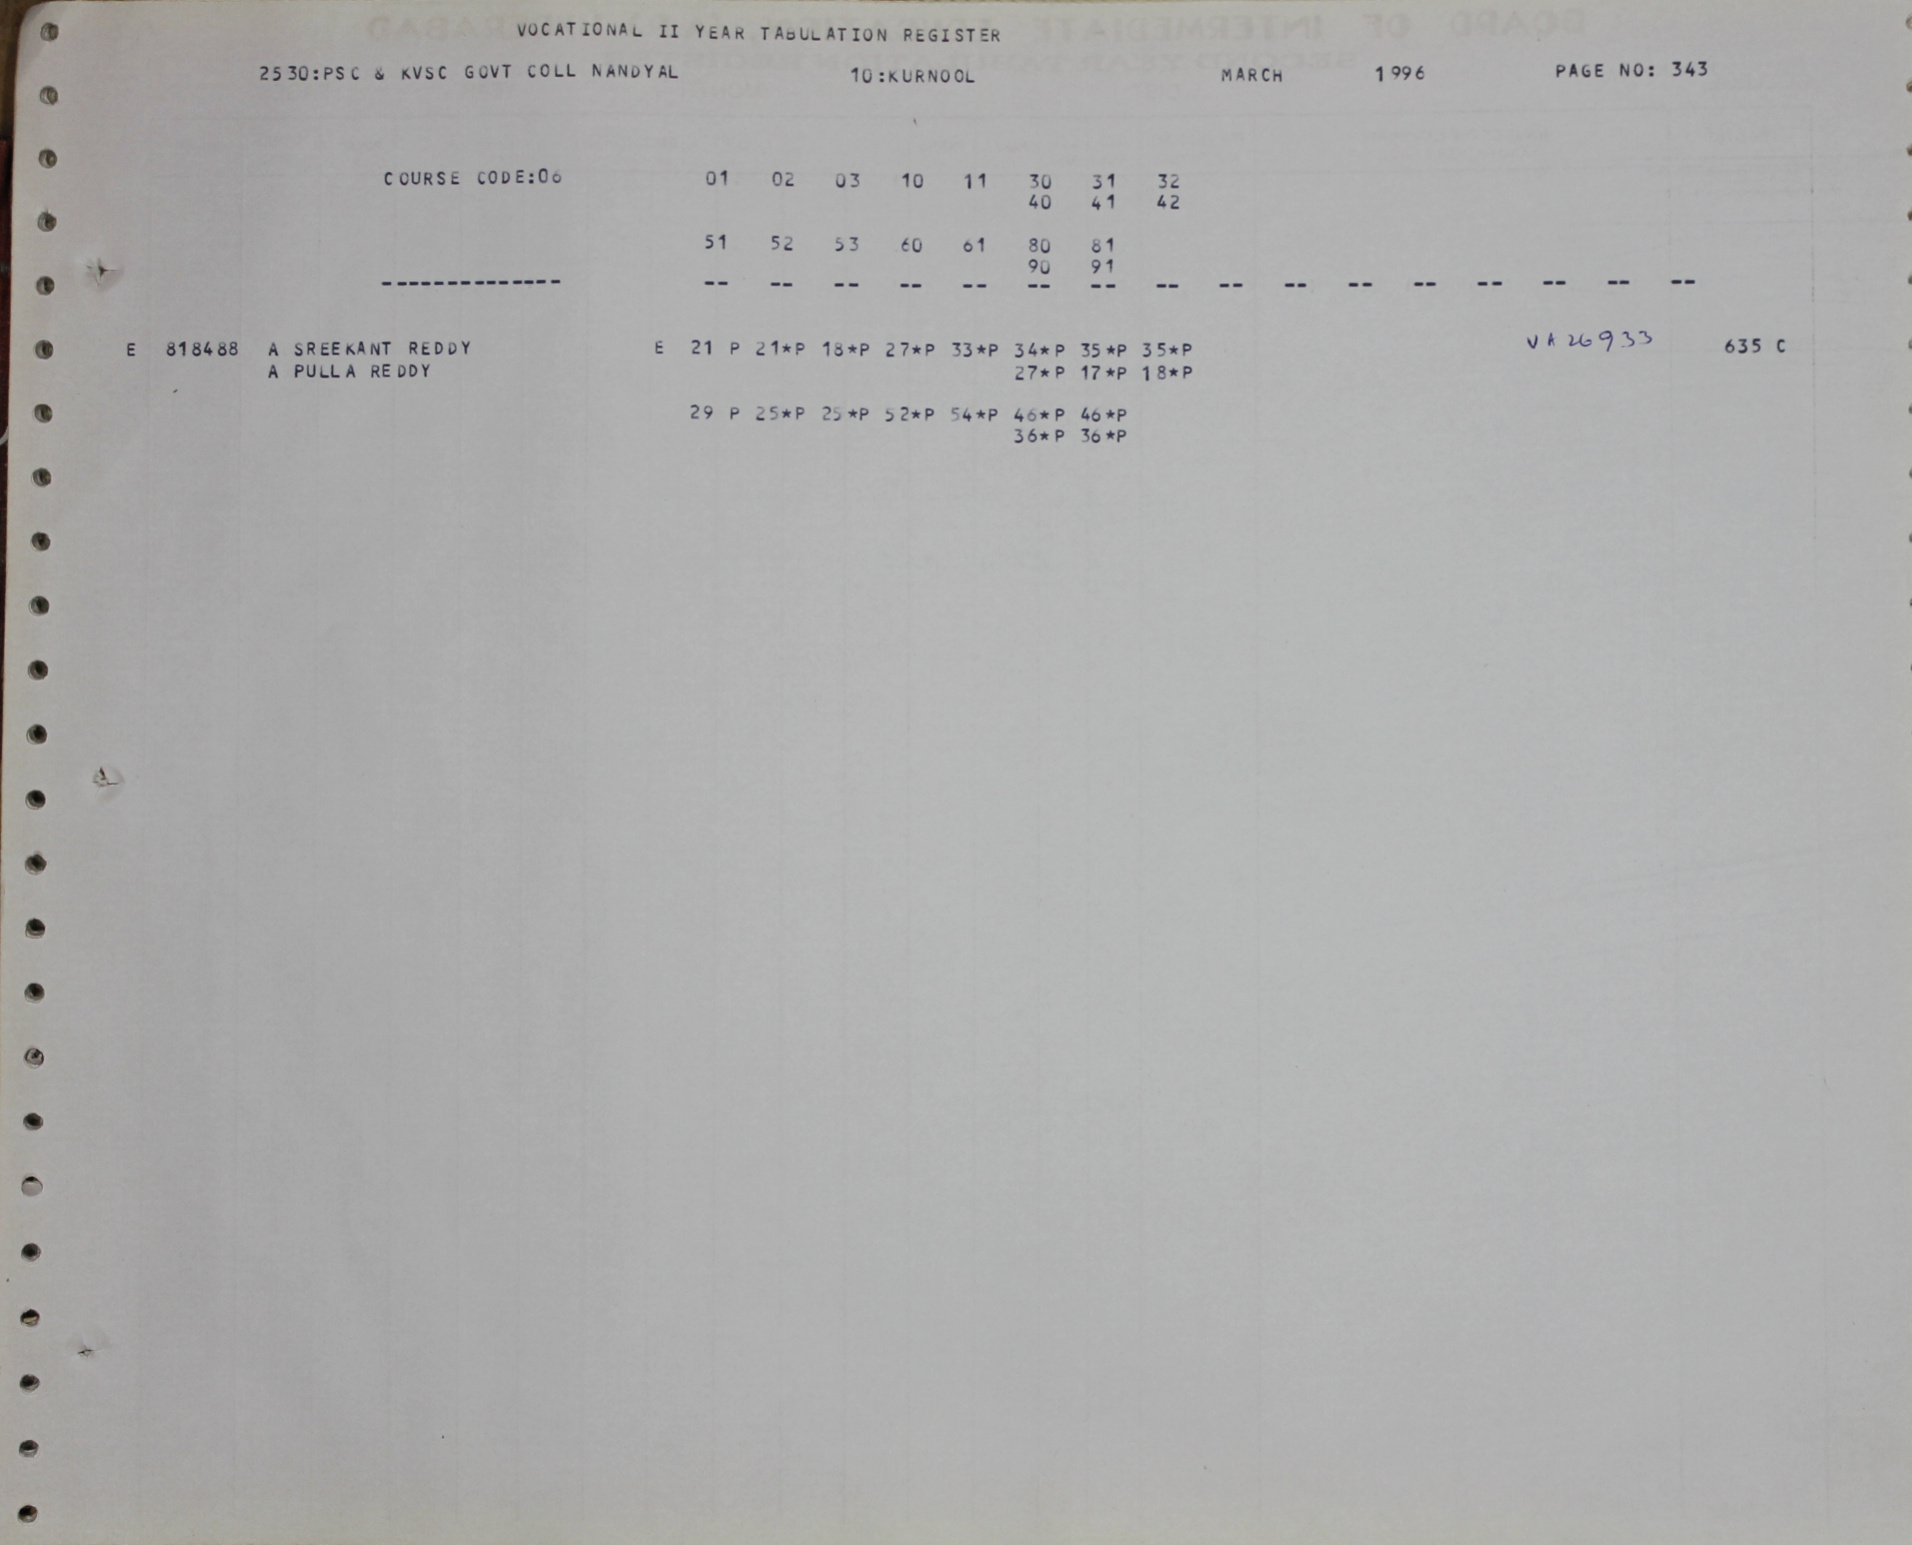 VOCATIONAL II YEAR TABULATION REGISTER
2530:PSC & KVSC GOVT COLL NANDYAL 10:KURNOOL MARCH 1996 PAGE NO: 343
COURSE CODE:06 01 02 03 10 11 30 31 32
40 41 42
51 52 53 60 61 80 81
90 91
-------------- -- -- -- -- -- -- -- -- -- -- -- -- -- -- -- --
E 818488 A SREEKANT REDDY E 21 P 21*P 18*P 27*P 33*P 34*P 35*P 35*P VA26933 635 C
A PULLA REDDY 27*P 17*P 18*P
29 P 25*P 25*P 52*P 54*P 46*P 46*P
36*P 36*P